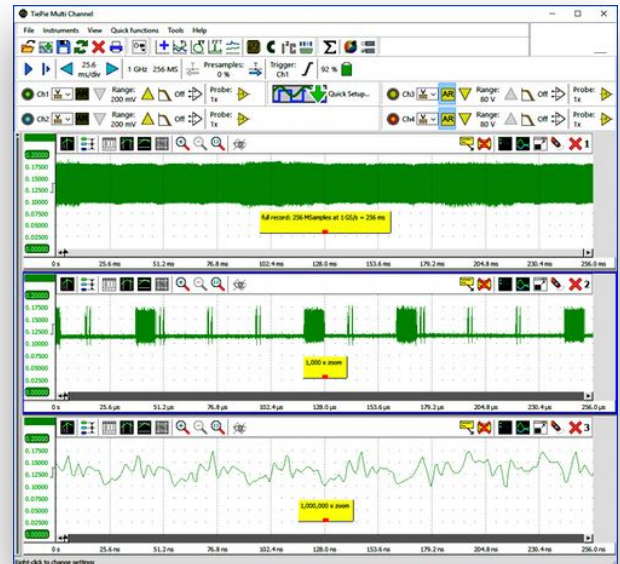 TiePie Multi Channel
File Instruments View Quick functions Tools Help
25.6 ms/div 1 GHz 256 MS Presamples: 0 % Trigger: Ch1 92 %
Ch1 Range: 200 mV Off Probe: 1x Quick Setup... Ch3 AR Range: 80 V Off Probe: 1x
Ch2 Range: 200 mV Off Probe: 1x Ch4 AR Range: 80 V Off Probe: 1x
1
0.20000
0.17500
0.15000
0.12500
0.10000
0.07500
0.05000
0.02500
0.00000
full record: 256 MSamples at 1 GS/s = 256 ms
0 s 25.6 ms 51.2 ms 76.8 ms 102.4 ms 128.0 ms 153.6 ms 179.2 ms 204.8 ms 230.4 ms 256.0 ms
2
0.20000
0.17500
0.15000
0.12500
0.10000
0.07500
0.05000
0.02500
0.00000
1,000 x zoom
0 s 25.6 µs 51.2 µs 76.8 µs 102.4 µs 128.0 µs 153.6 µs 179.2 µs 204.8 µs 230.4 µs 256.0 µs
3
0.20000
0.17500
0.15000
0.12500
0.10000
0.07500
0.05000
0.02500
0.00000
1,000,000 x zoom
0 s 25.6 ns 51.2 ns 76.8 ns 102.4 ns 128.0 ns 153.6 ns 179.2 ns 204.8 ns 230.4 ns 256.0 ns
Right-click to change settings